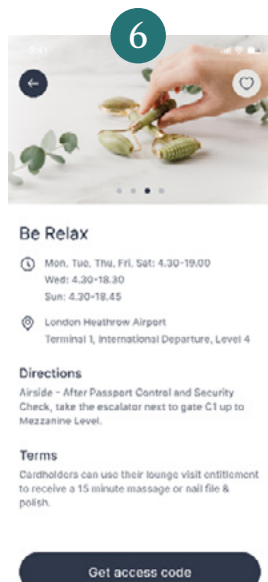 6
Be Relax
Mon, Tue, Thu, Fri, Sat: 4.30-19.00
Wed: 4.30-18.30
Sun: 4.30-18.45
London Heathrow Airport
Terminal 1, International Departure, Level 4
Directions
Airside - After Passport Control and Security
Check, take the escalator next to gate C1 up to
Mezzanine Level.
Terms
Cardholders can use their lounge visit entitlement
to receive a 15 minute massage or nail file &
polish.
Get access code